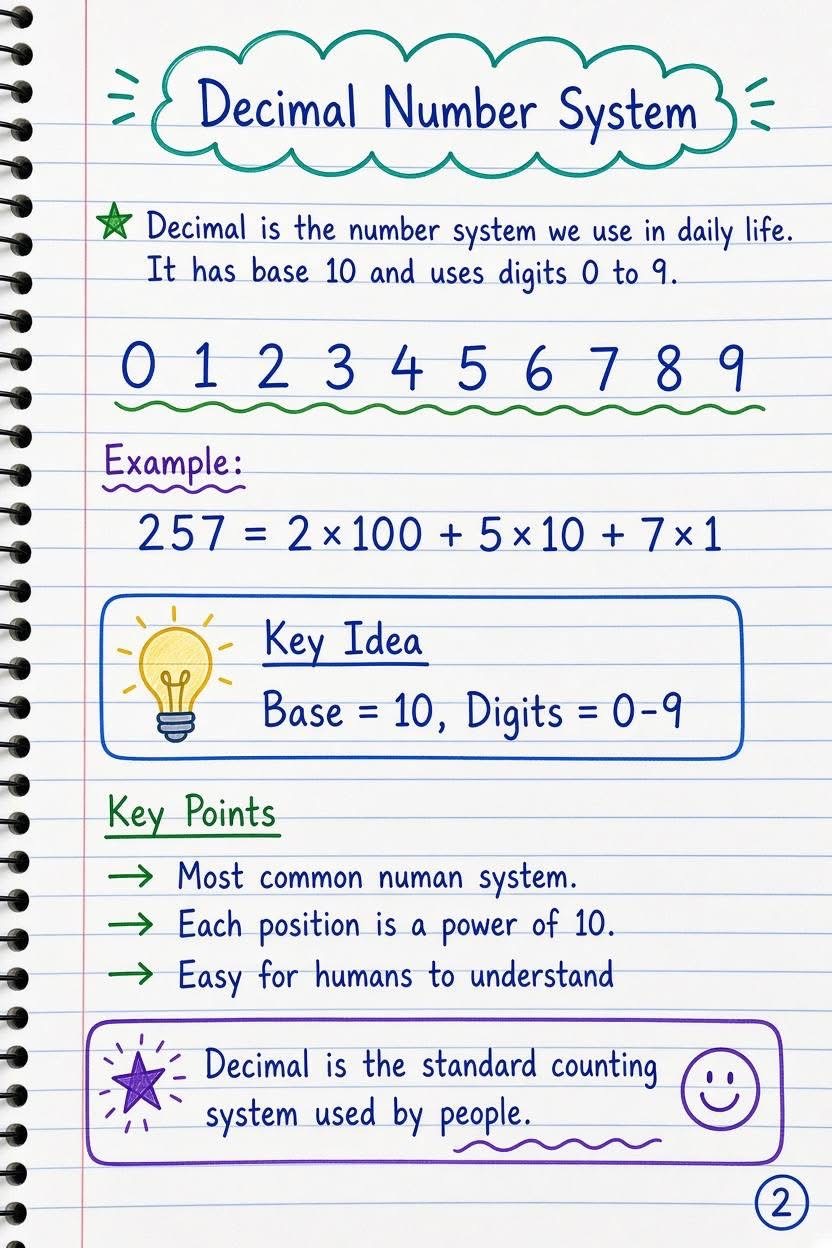 Decimal Number System
Decimal is the number system we use in daily life.
It has base 10 and uses digits 0 to 9.
0 1 2 3 4 5 6 7 8 9
Example:
257 = 2×100 + 5×10 + 7×1
Key Idea
Base = 10, Digits = 0-9
Key Points
→ Most common numan system.
→ Each position is a power of 10.
→ Easy for humans to understand
Decimal is the standard counting
system used by people.
2